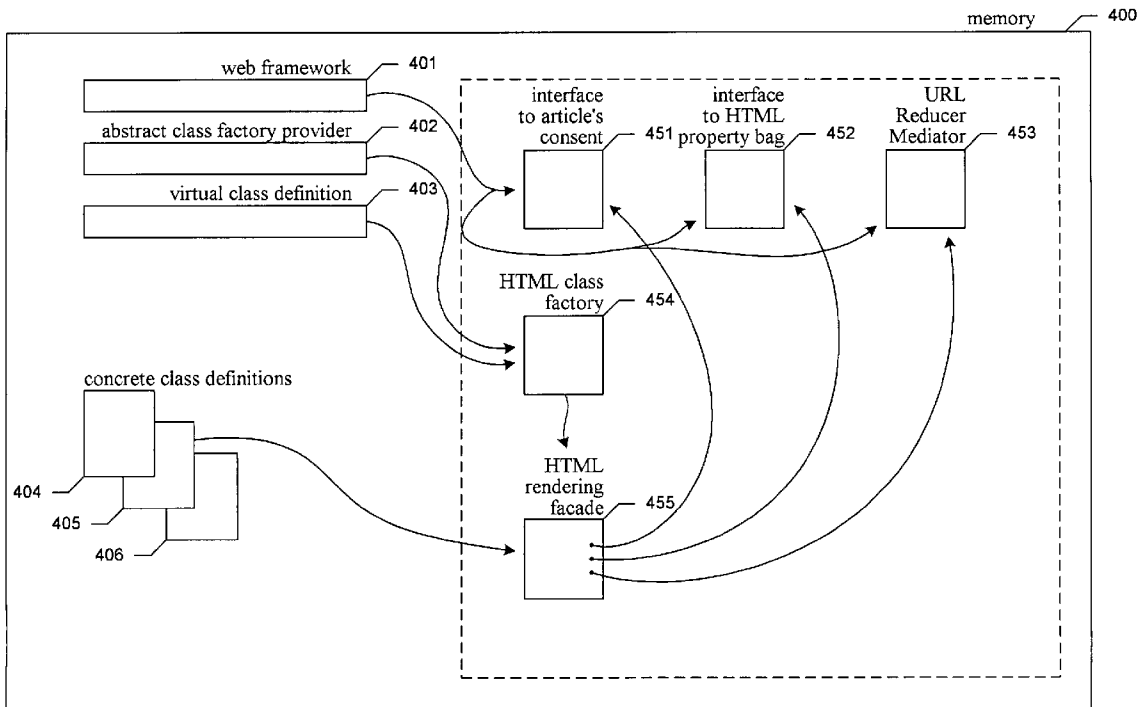 memory
400
web framework
401
abstract class factory provider
402
virtual class definition
403
interface
to article's
consent
451
interface
to HTML
property bag
452
URL
Reducer
Mediator
453
HTML class
factory
454
concrete class definitions
404
405
406
HTML
rendering
facade
455